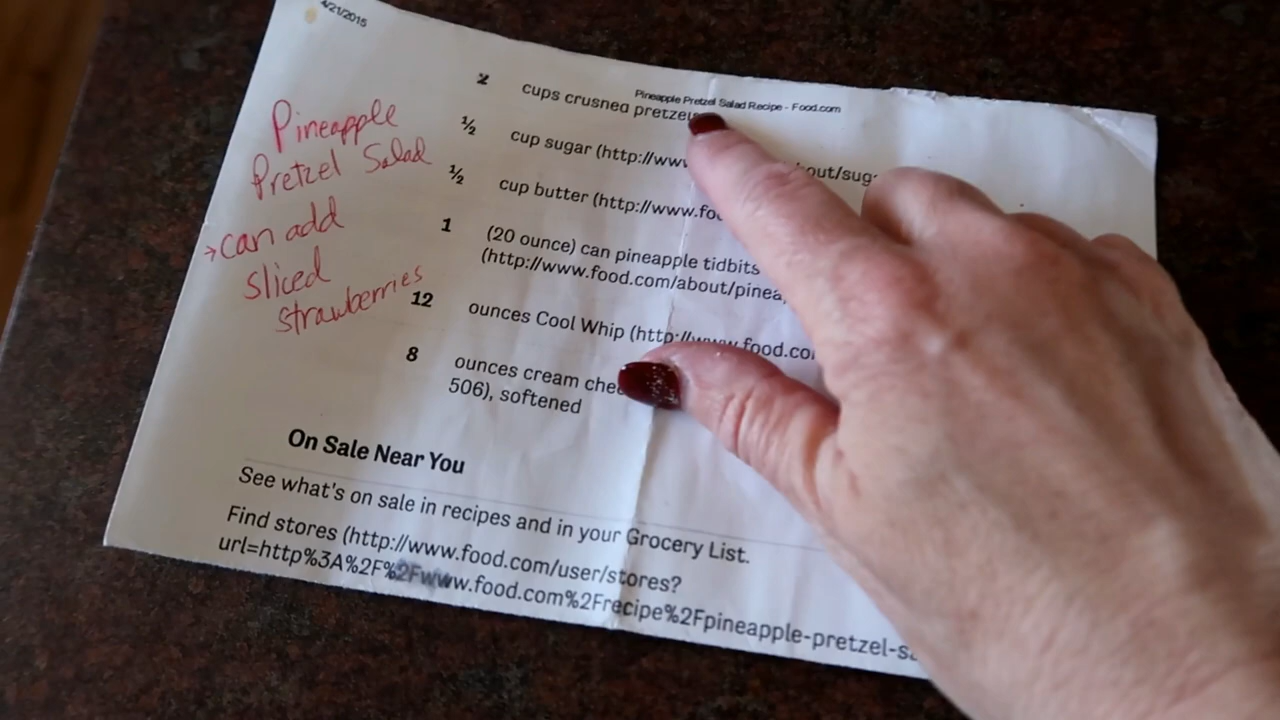 4/21/2015
Pineapple Pretzel Salad Recipe - Food.com
2 cups crushed pretzels
½ cup sugar (http://www. out/sug
½ cup butter (http://www.fo
1 (20 ounce) can pineapple tidbits
(http://www.food.com/about/pinea
12 ounces Cool Whip (http://www.food.co
8 ounces cream che
506), softened
Pineapple
Pretzel Salad
→can add
sliced
strawberries
On Sale Near You
See what's on sale in recipes and in your Grocery List.
Find stores (http://www.food.com/user/stores?
url=http%3A%2F%2Fwww.food.com%2Frecipe%2Fpineapple-pretzel-sa